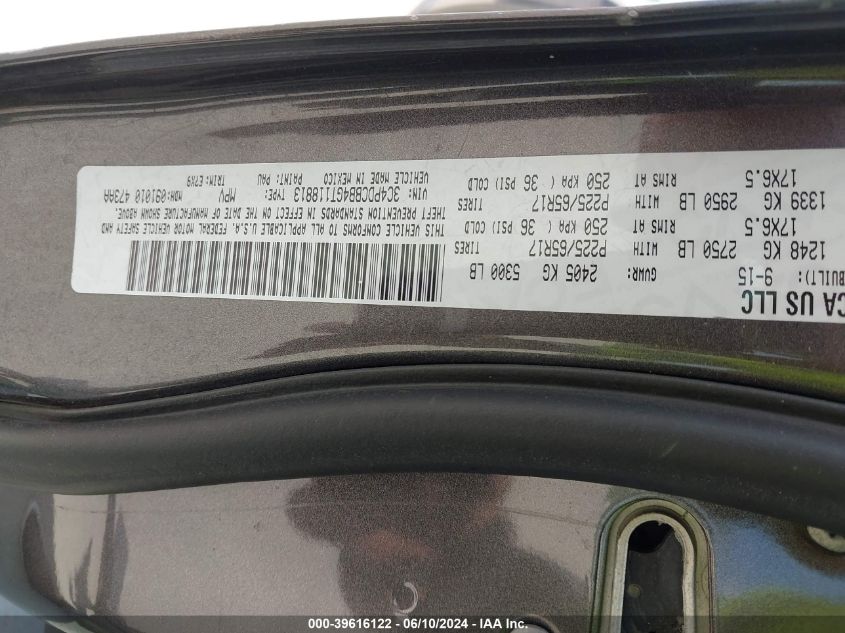 CA US LLC
BUILT): 9-15 GVWR: 2405 KG 5300 LB
1248 KG 2750 LB WITH P225/65R17 TIRES
17X6.5 RIMS AT 250 KPA ( 36 PSI) COLD
1339 KG 2950 LB WITH P225/65R17 TIRES
17X6.5 RIMS AT 250 KPA ( 36 PSI) COLD
THIS VEHICLE CONFORMS TO ALL APPLICABLE U.S.A. FEDERAL MOTOR VEHICLE SAFETY AND
THEFT PREVENTION STANDARDS IN EFFECT ON THE DATE OF MANUFACTURE SHOWN ABOVE.
VIN: 3C4PDCBB4GT118813 TYPE: MPV MDH: 091010 473AA
VEHICLE MADE IN MEXICO PAINT: PAU TRIM: E7X9
000-39616122 - 06/10/2024 - IAA Inc.